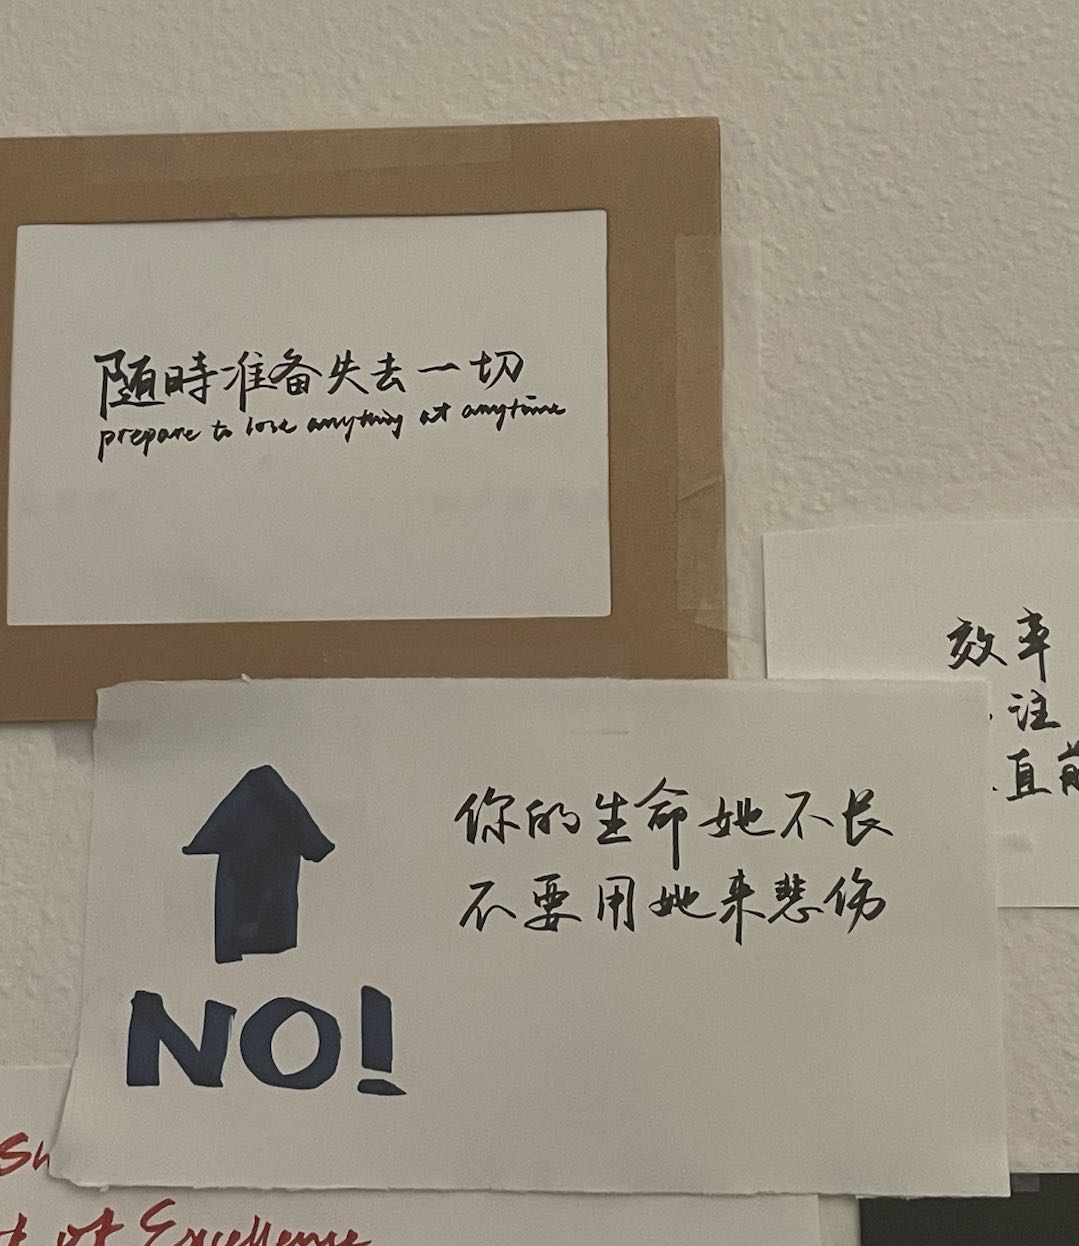 随時准备失去一切
prepare to lose anything at anytime
效率
注
直前
NO!
你的生命她不长
不要用她来悲伤
Sh
t of Excellence